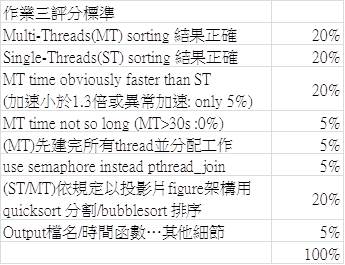 作業三評分標準
Multi-Threads(MT) sorting 結果正確 20%
Single-Threads(ST) sorting 結果正確 20%
MT time obviously faster than ST
(加速小於1.3倍或異常加速: only 5%) 20%
MT time not so long (MT>30s :0%) 5%
(MT)先建完所有thread並分配工作 5%
use semaphore instead pthread_join 5%
(ST/MT)依規定以投影片figure架構用
quicksort 分割/bubblesort 排序 20%
Output檔名/時間函數…其他細節 5%
100%